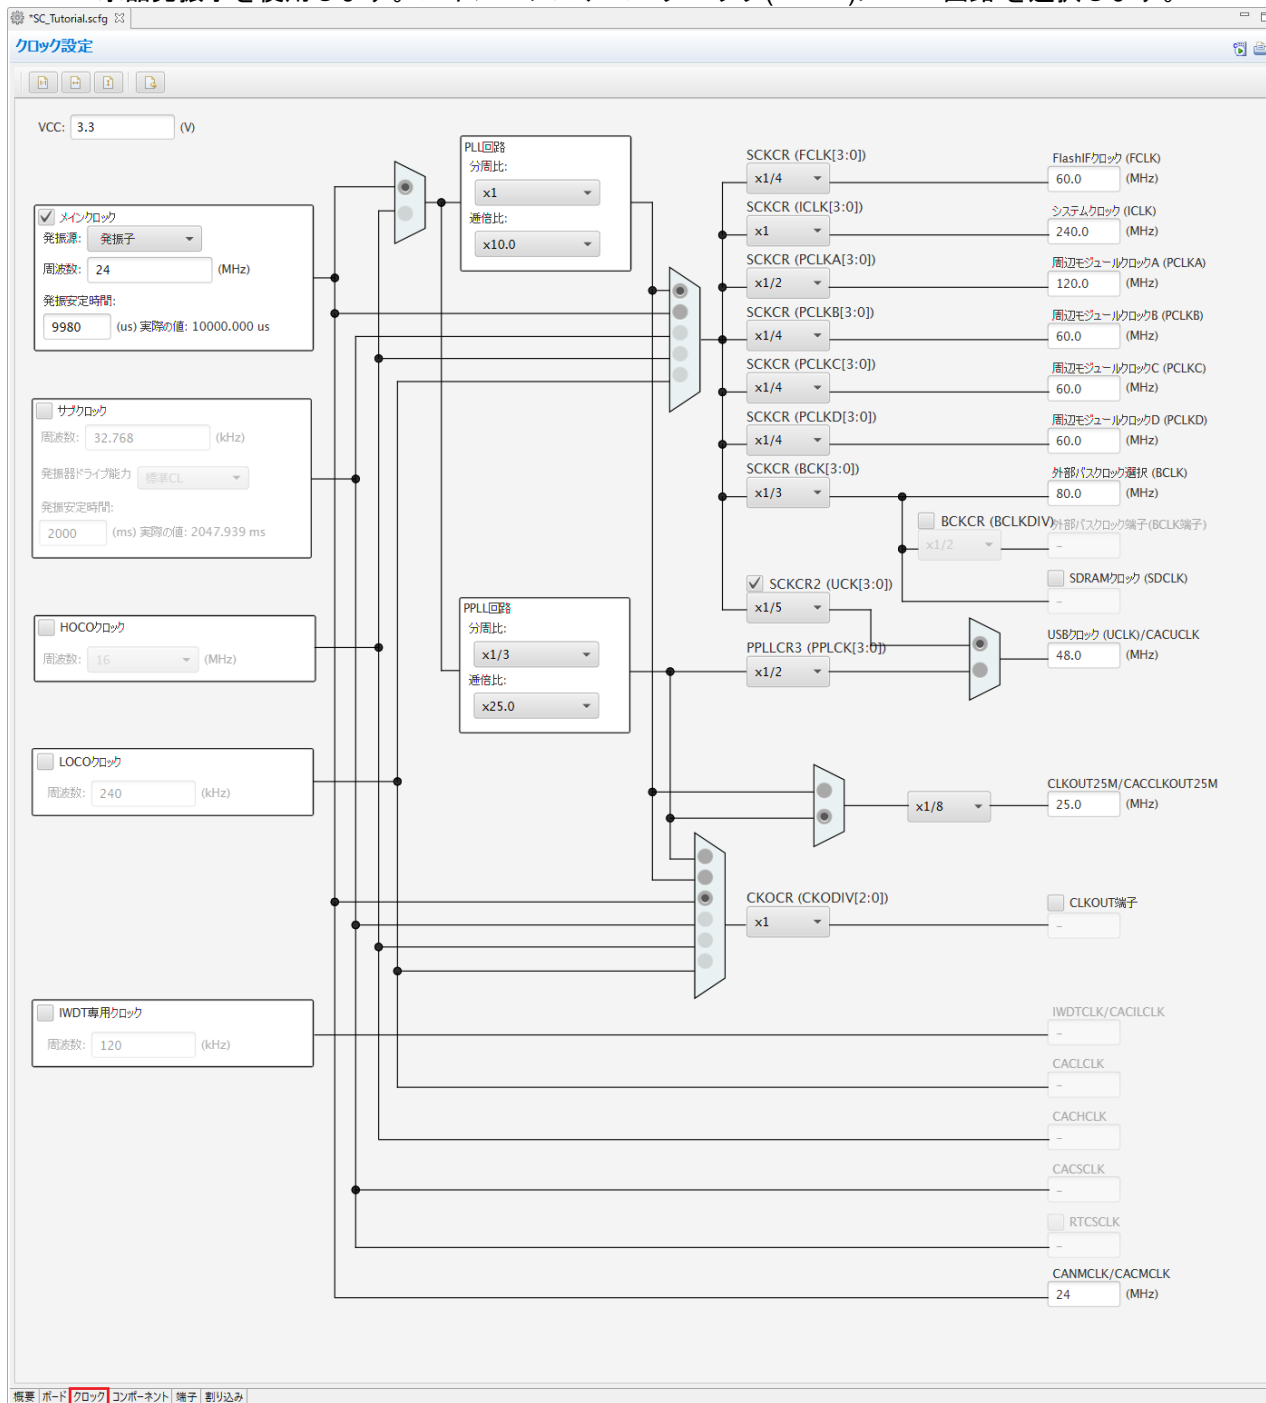 *SC_Tutorial.scfg
クロック設定
VCC: 3.3 (V)
メインクロック
発振源: 発振子
周波数: 24 (MHz)
発振安定時間:
9980 (us) 実際の値: 10000.000 us
サブクロック
周波数: 32.768 (kHz)
発振器ドライブ能力 標準CL
発振安定時間:
2000 (ms) 実際の値: 2047.939 ms
HOCOクロック
周波数: 16 (MHz)
LOCOクロック
周波数: 240 (kHz)
IWDT専用クロック
周波数: 120 (kHz)
PLL回路
分周比:
x1
逓倍比:
x10.0
PPLL回路
分周比:
x1/3
逓倍比:
x25.0
SCKCR (FCLK[3:0])
x1/4
SCKCR (ICLK[3:0])
x1
SCKCR (PCLKA[3:0])
x1/2
SCKCR (PCLKB[3:0])
x1/4
SCKCR (PCLKC[3:0])
x1/4
SCKCR (PCLKD[3:0])
x1/4
SCKCR (BCK[3:0])
x1/3
BCKCR (BCLKDIV)
x1/2
SCKCR2 (UCK[3:0])
x1/5
PPLLCR3 (PPLCK[3:0])
x1/2
x1/8
CKOCR (CKODIV[2:0])
x1
FlashIFクロック (FCLK)
60.0 (MHz)
システムクロック (ICLK)
240.0 (MHz)
周辺モジュールクロックA (PCLKA)
120.0 (MHz)
周辺モジュールクロックB (PCLKB)
60.0 (MHz)
周辺モジュールクロックC (PCLKC)
60.0 (MHz)
周辺モジュールクロックD (PCLKD)
60.0 (MHz)
外部バスクロック選択 (BCLK)
80.0 (MHz)
外部バスクロック端子(BCLK端子)
–
SDRAMクロック (SDCLK)
–
USBクロック (UCLK)/CACUCLK
48.0 (MHz)
CLKOUT25M/CACCLKOUT25M
25.0 (MHz)
CLKOUT端子
–
IWDTCLK/CACILCLK
–
CACLCLK
–
CACHCLK
–
CACSCLK
–
RTCSCLK
–
CANMCLK/CACMCLK
24 (MHz)
概要 ボード クロック コンポーネント 端子 割り込み